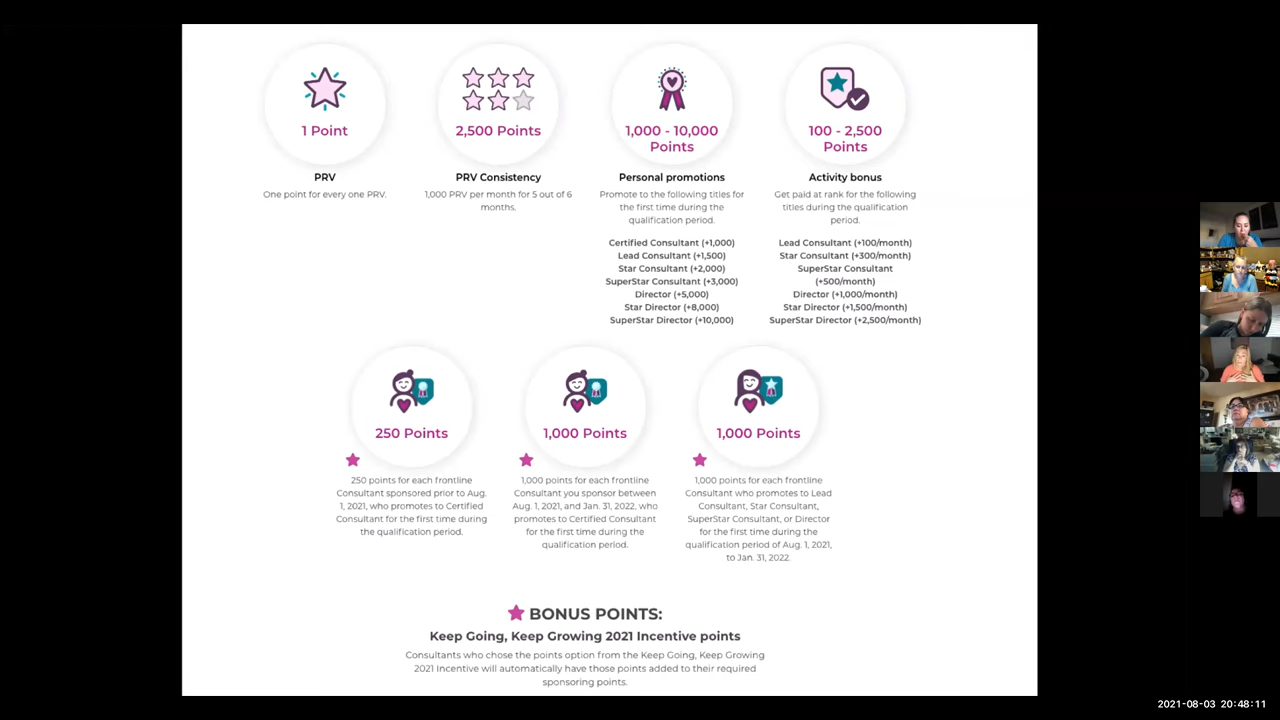 1 Point
2,500 Points
1,000 - 10,000
Points
100 - 2,500
Points
PRV
One point for every one PRV.
PRV Consistency
1,000 PRV per month for 5 out of 6
months.
Personal promotions
Promote to the following titles for
the first time during the
qualification period.
Certified Consultant (+1,000)
Lead Consultant (+1,500)
Star Consultant (+2,000)
SuperStar Consultant (+3,000)
Director (+5,000)
Star Director (+8,000)
SuperStar Director (+10,000)
Activity bonus
Get paid at rank for the following
titles during the qualification
period.
Lead Consultant (+100/month)
Star Consultant (+300/month)
SuperStar Consultant
(+500/month)
Director (+1,000/month)
Star Director (+1,500/month)
SuperStar Director (+2,500/month)
250 Points
250 points for each frontline
Consultant sponsored prior to Aug.
1, 2021, who promotes to Certified
Consultant for the first time during
the qualification period.
1,000 Points
1,000 points for each frontline
Consultant you sponsor between
Aug. 1, 2021, and Jan. 31, 2022, who
promotes to Certified Consultant
for the first time during the
qualification period.
1,000 Points
1,000 points for each frontline
Consultant who promotes to Lead
Consultant, Star Consultant,
SuperStar Consultant, or Director
for the first time during the
qualification period of Aug. 1, 2021,
to Jan. 31, 2022.
BONUS POINTS:
Keep Going, Keep Growing 2021 Incentive points
Consultants who chose the points option from the Keep Going, Keep Growing
2021 Incentive will automatically have those points added to their required
sponsoring points.
2021-08-03 20:48:11